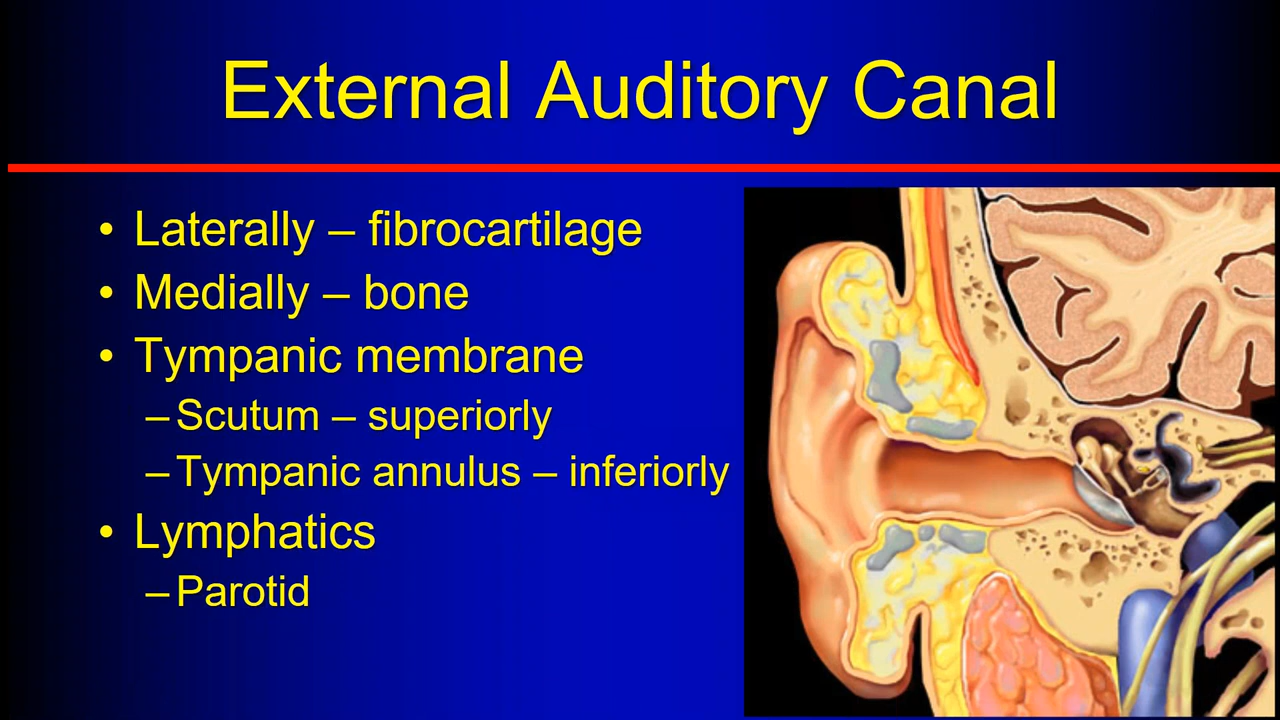 External Auditory Canal
• Laterally – fibrocartilage
• Medially – bone
• Tympanic membrane
– Scutum – superiorly
– Tympanic annulus – inferiorly
• Lymphatics
– Parotid